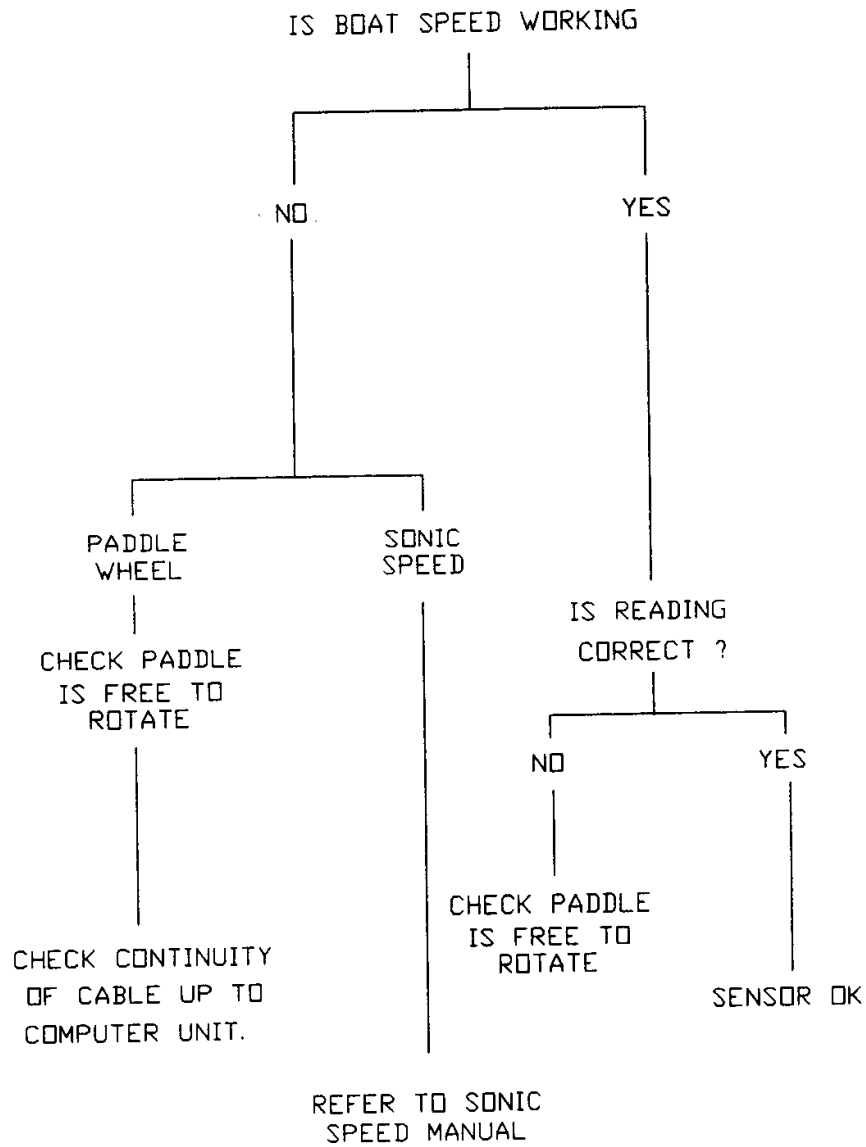 IS BOAT SPEED WORKING
NO
YES
PADDLE
WHEEL
SONIC
SPEED
CHECK PADDLE
IS FREE TO
ROTATE
IS READING
CORRECT ?
NO
YES
CHECK PADDLE
IS FREE TO
ROTATE
CHECK CONTINUITY
OF CABLE UP TO
COMPUTER UNIT.
SENSOR OK
REFER TO SONIC
SPEED MANUAL